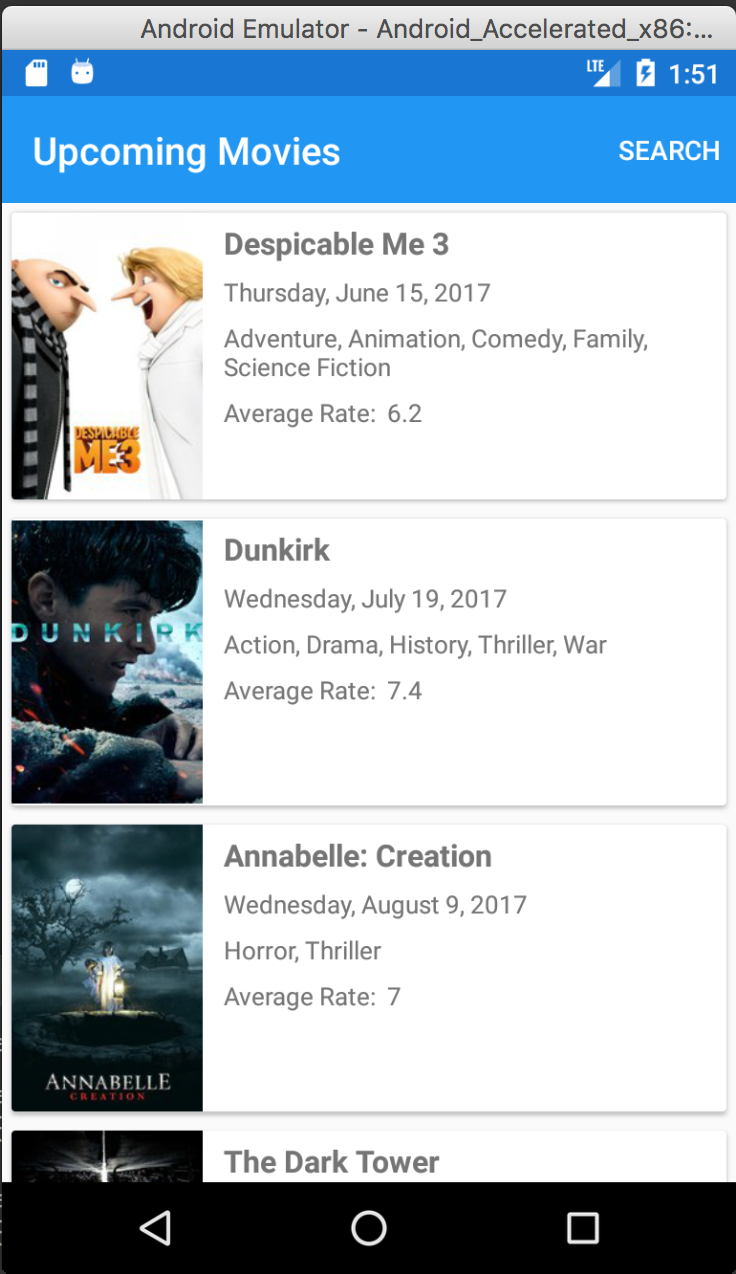 Android Emulator - Android_Accelerated_x86:...
LTE 1:51
Upcoming Movies
SEARCH
Despicable Me 3
Thursday, June 15, 2017
Adventure, Animation, Comedy, Family,
Science Fiction
Average Rate: 6.2
DESPICABLE
ME3
Dunkirk
Wednesday, July 19, 2017
Action, Drama, History, Thriller, War
Average Rate: 7.4
DUNKIRK
Annabelle: Creation
Wednesday, August 9, 2017
Horror, Thriller
Average Rate: 7
ANNABELLE
CREATION
The Dark Tower